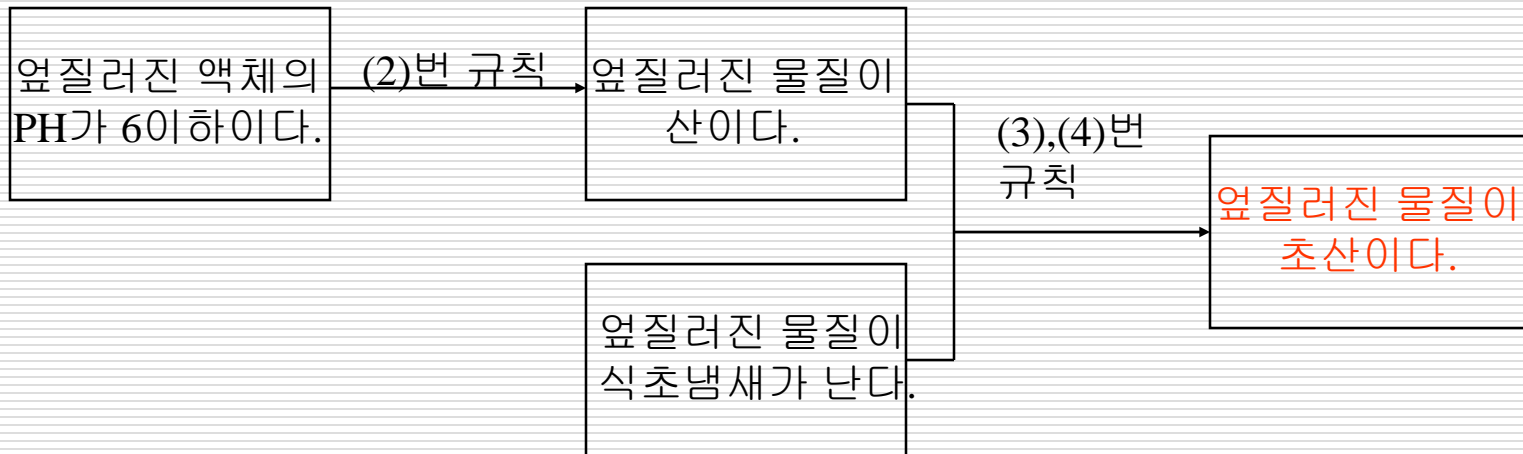 엎질러진 액체의
PH가 6이하이다.
(2)번 규칙
엎질러진 물질이
산이다.
(3),(4)번
규칙
엎질러진 물질이
식초냄새가 난다.
엎질러진 물질이
초산이다.